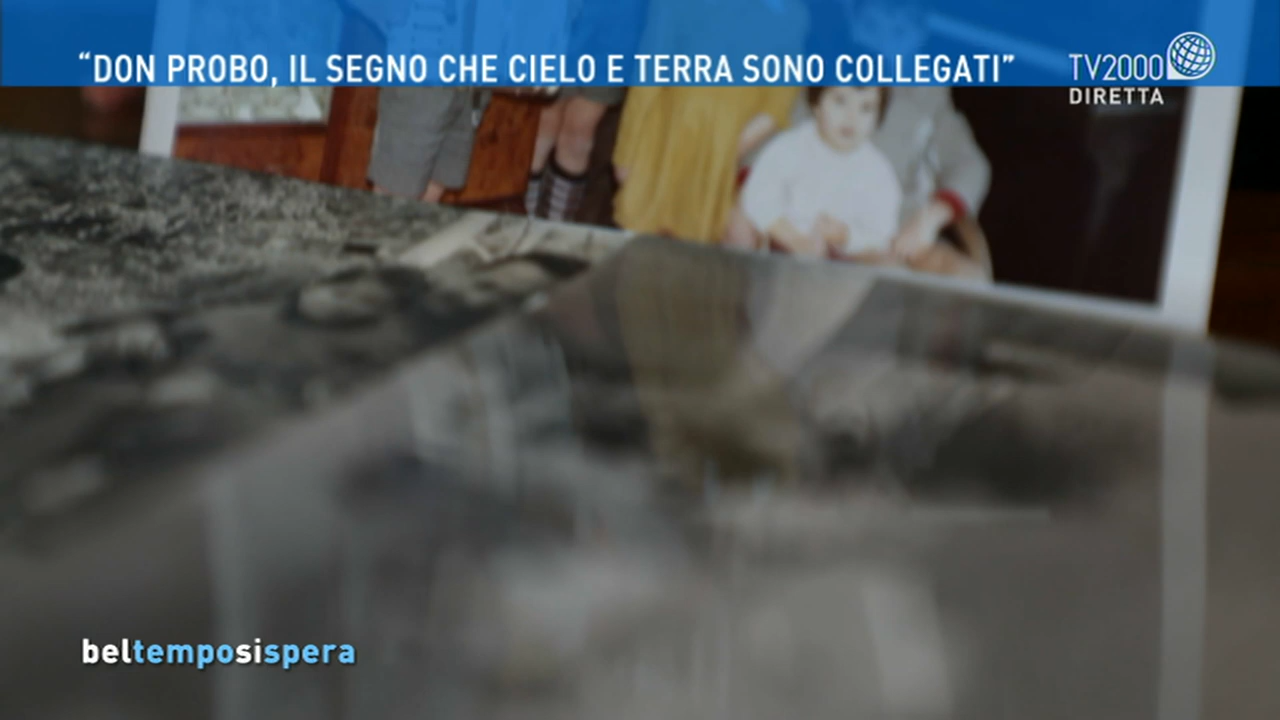 “DON PROBO, IL SEGNO CHE CIELO E TERRA SONO COLLEGATI”
TV2000
DIRETTA
beltemposispera